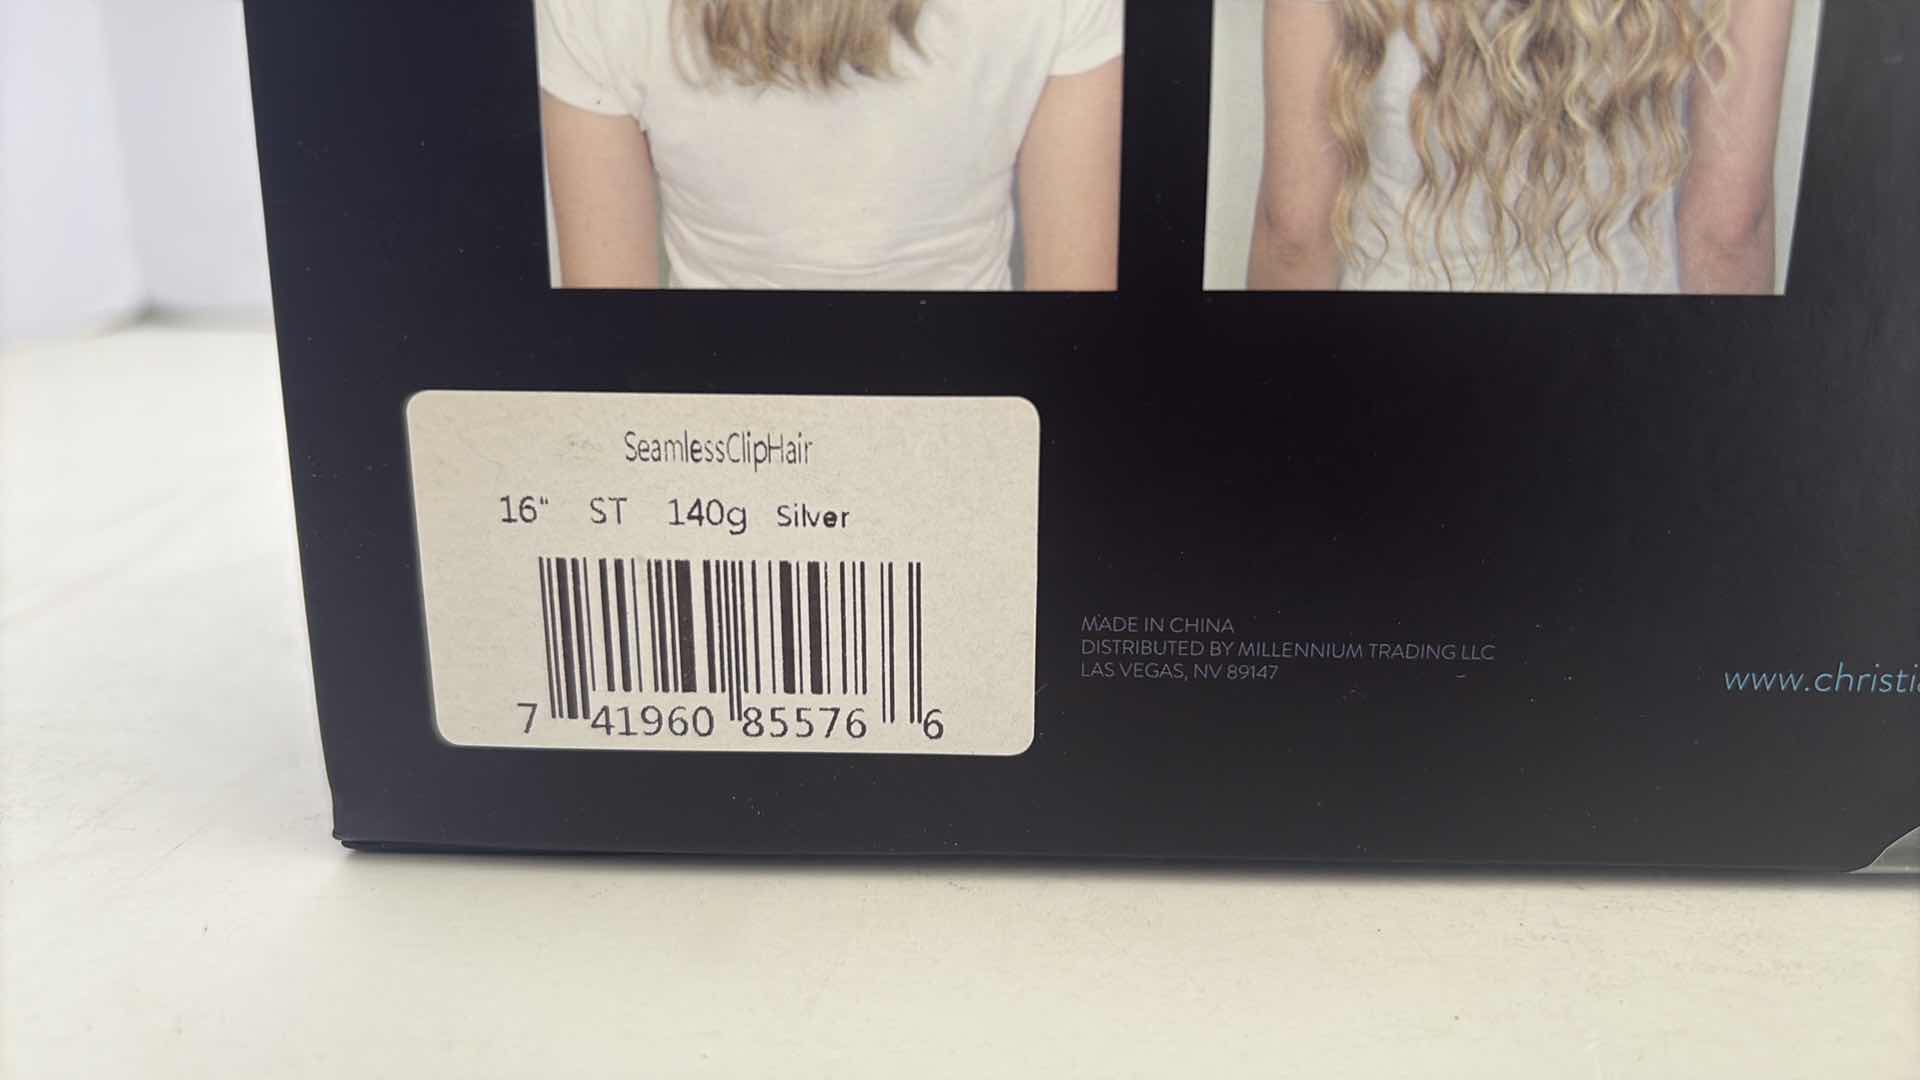 SeamlessClipHair
16" ST 140g Silver
7 41960 85576 6
MADE IN CHINA
DISTRIBUTED BY MILLENNIUM TRADING LLC
LAS VEGAS, NV 89147
www.christi